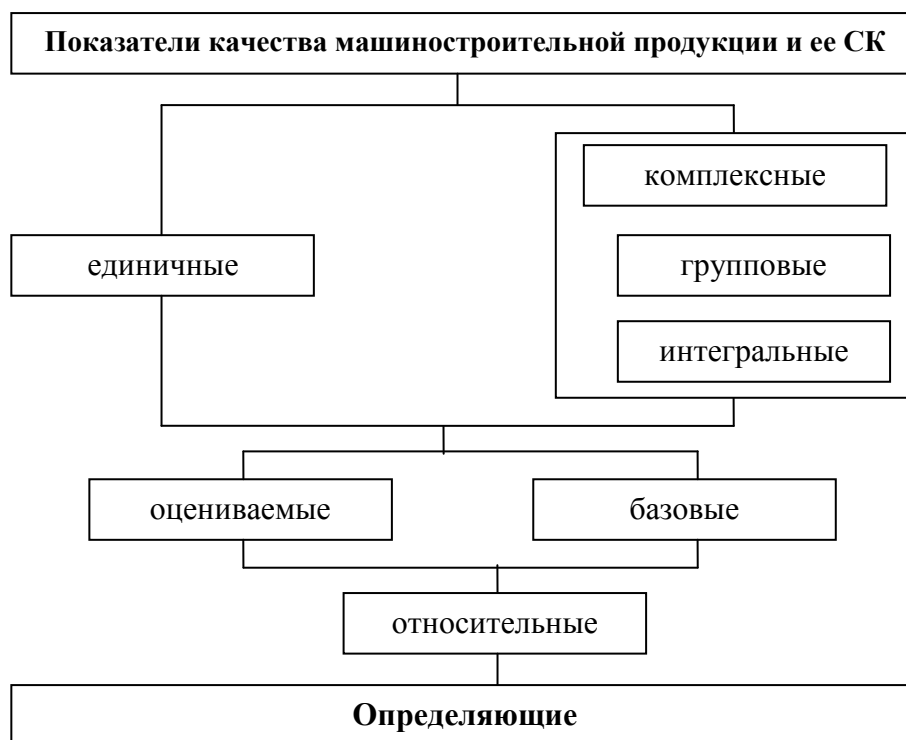 Показатели качества машиностроительной продукции и ее СК
комплексные
единичные
групповые
интегральные
оцениваемые
базовые
относительные
Определяющие